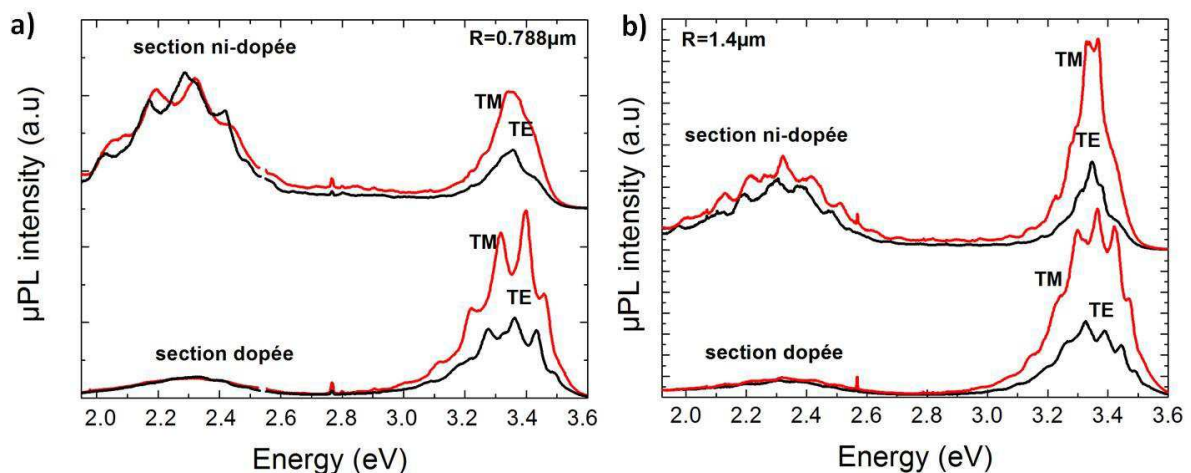 a)
section ni-dopée
R=0.788µm
TM
TE
TM
TE
section dopée
µPL intensity (a.u)
2.0 2.2 2.4 2.6 2.8 3.0 3.2 3.4 3.6
Energy (eV)
b)
R=1.4µm
TM
section ni-dopée
TE
TM
TE
section dopée
µPL intensity (a.u)
2.0 2.2 2.4 2.6 2.8 3.0 3.2 3.4 3.6
Energy (eV)